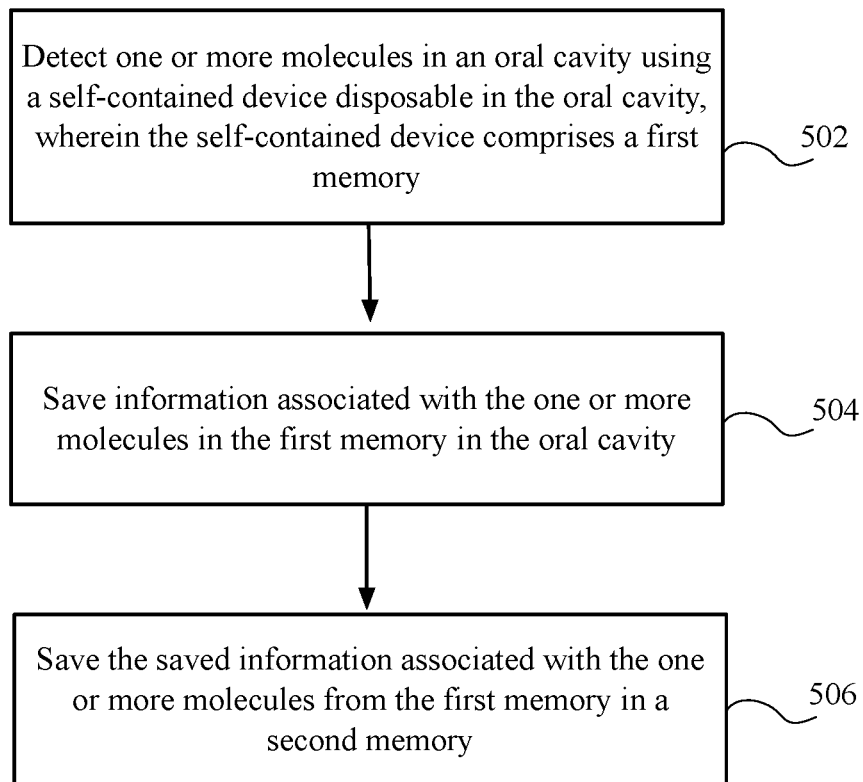 Detect one or more molecules in an oral cavity using
a self-contained device disposable in the oral cavity,
wherein the self-contained device comprises a first
memory
502
Save information associated with the one or more
molecules in the first memory in the oral cavity
504
Save the saved information associated with the one
or more molecules from the first memory in a
second memory
506